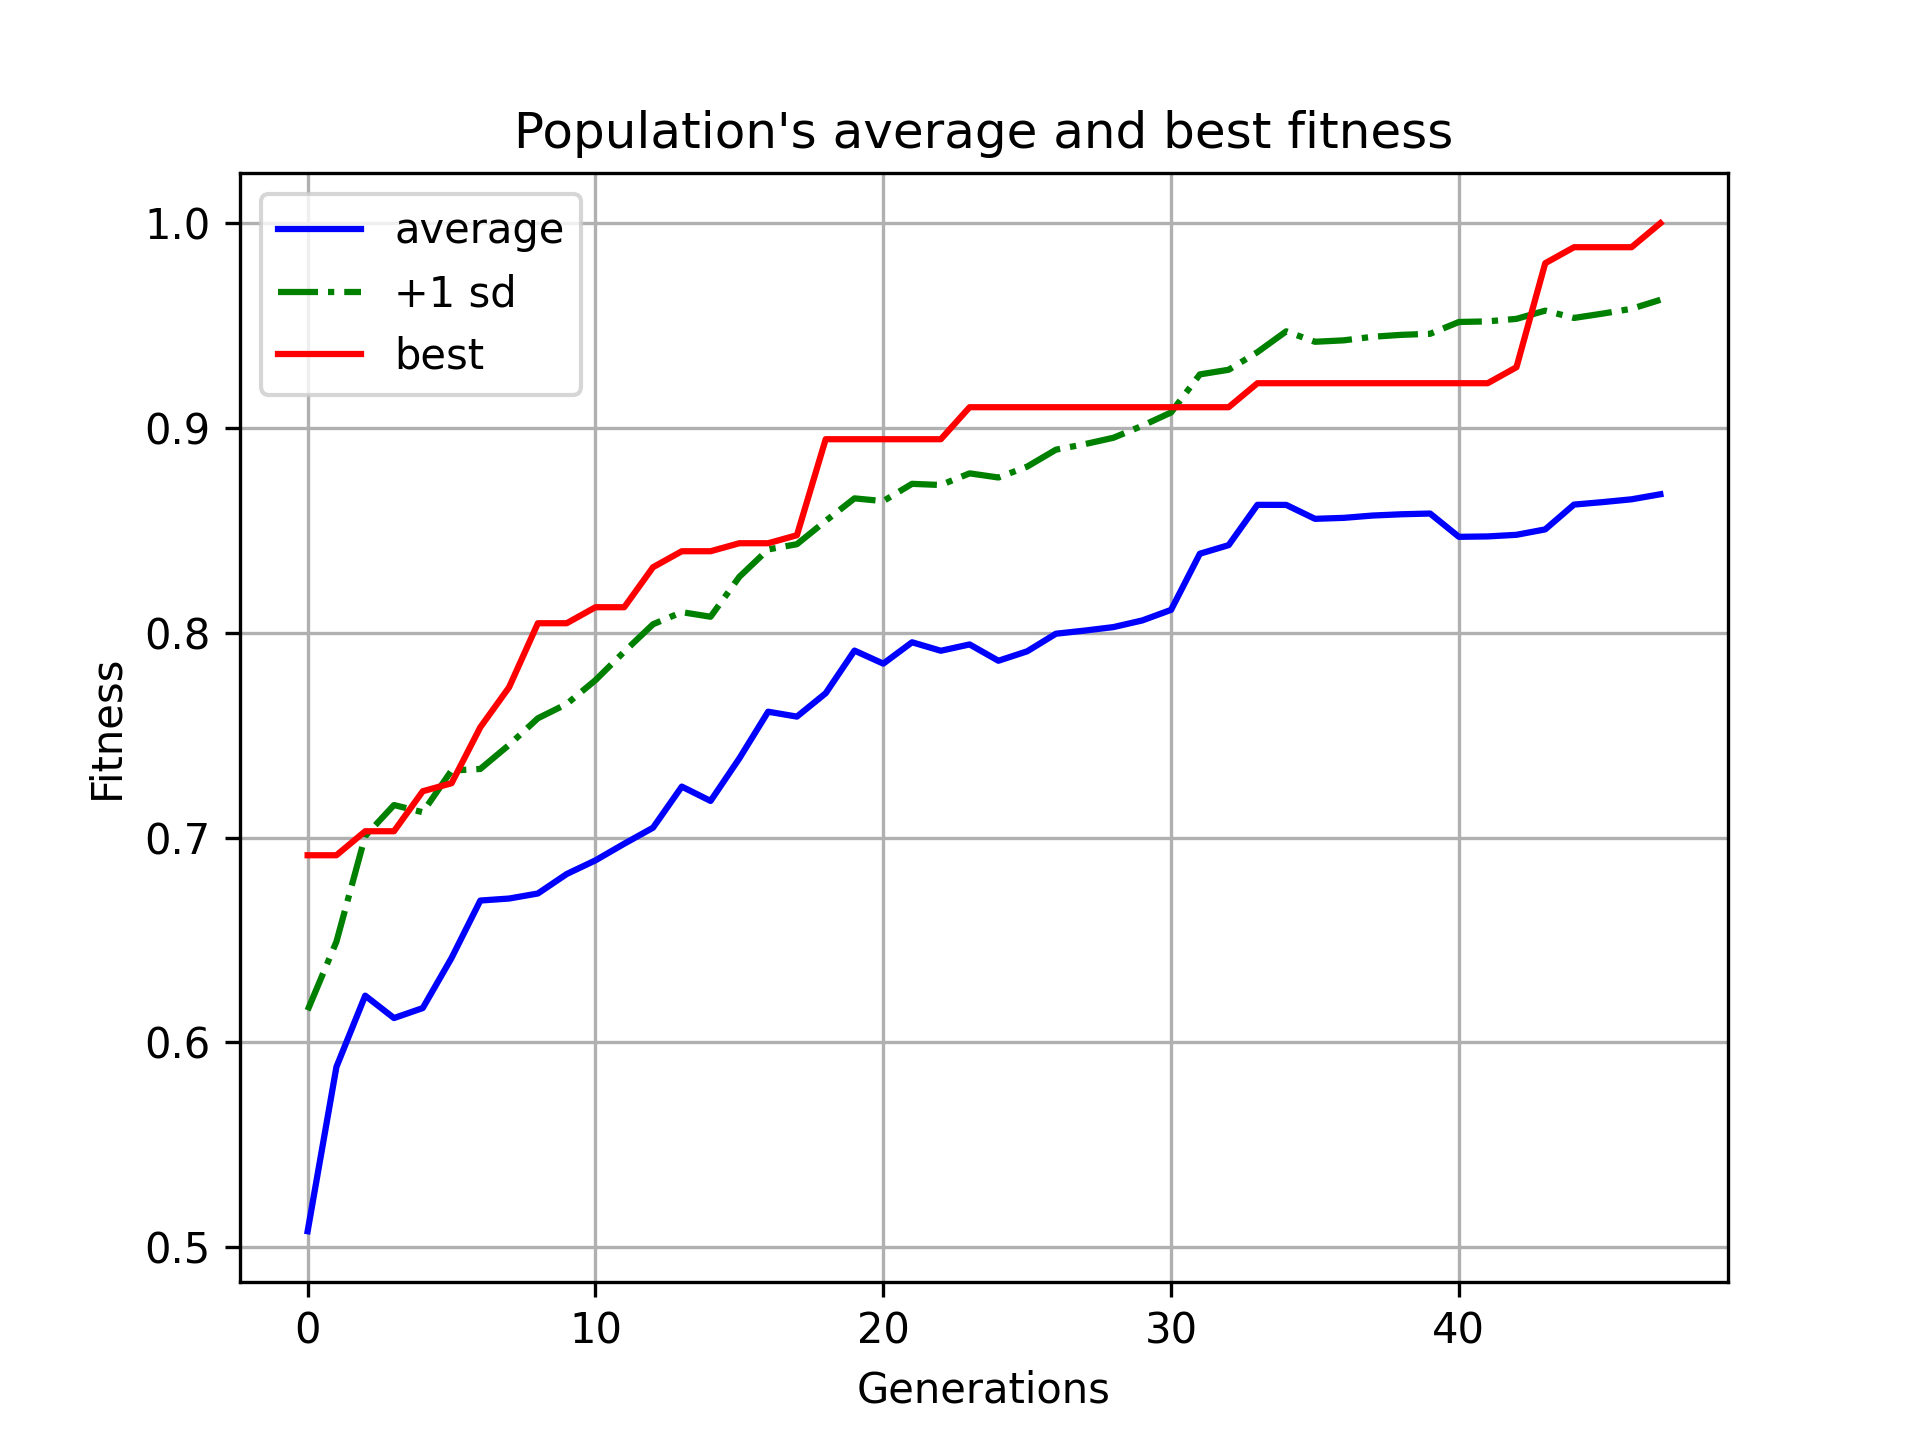 Population's average and best fitness
average
+1 sd
best
1.0
0.9
0.8
0.7
0.6
0.5
Fitness
0 10 20 30 40
Generations